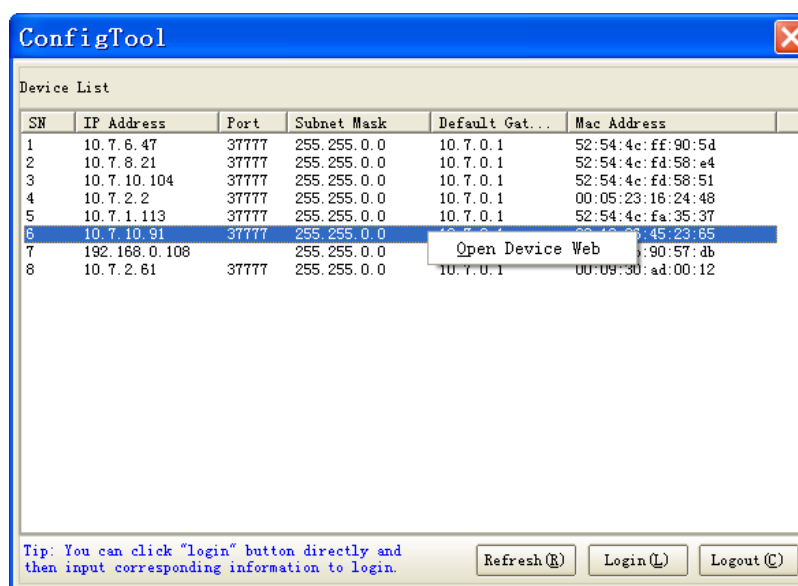 ConfigTool
Device List
SN IP Address Port Subnet Mask Default Gat... Mac Address
1 10.7.6.47 37777 255.255.0.0 10.7.0.1 52:54:4c:ff:90:5d
2 10.7.8.21 37777 255.255.0.0 10.7.0.1 52:54:4c:fd:58:e4
3 10.7.10.104 37777 255.255.0.0 10.7.0.1 52:54:4c:fd:58:51
4 10.7.2.2 37777 255.255.0.0 10.7.0.1 00:05:23:16:24:48
5 10.7.1.113 37777 255.255.0.0 10.7.0.1 52:54:4c:fa:35:37
6 10.7.10.91 37777 255.255.0.0 :45:23:65
Open Device Web
7 192.168.0.108 255.255.0.0 :90:57:db
8 10.7.2.61 37777 255.255.0.0 10.7.0.1 00:09:30:ad:00:12
Tip: You can click "login" button directly and
then input corresponding information to login.
Refresh(R) Login(L) Logout(C)